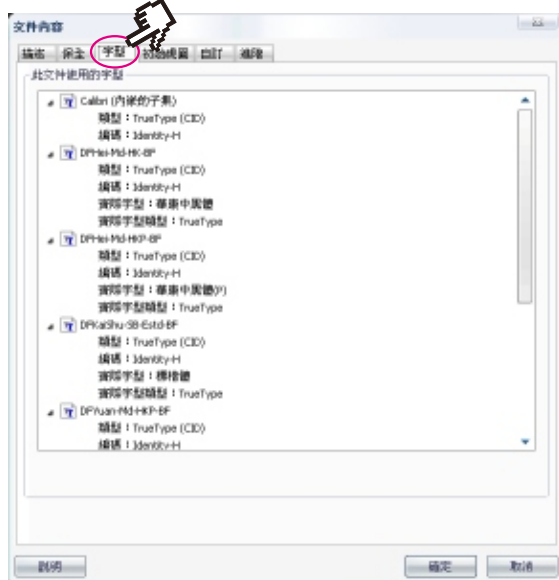 文件內容
描述 保全 字型 初始檢視 自訂 進階
此文件使用的字型
Calibri (內嵌的子集)
類型：TrueType (CID)
編碼：Identity-H
DFHei-Md-HK-BF
類型：TrueType (CID)
編碼：Identity-H
實際字型：華康中黑體
實際字型類型：TrueType
DFHei-Md-HKP-BF
類型：TrueType (CID)
編碼：Identity-H
實際字型：華康中黑體(P)
實際字型類型：TrueType
DFKaiShu-SB-Estd-BF
類型：TrueType (CID)
編碼：Identity-H
實際字型：標楷體
實際字型類型：TrueType
DFYuan-Md-HKP-BF
類型：TrueType (CID)
編碼：Identity-H
說明 確定 取消